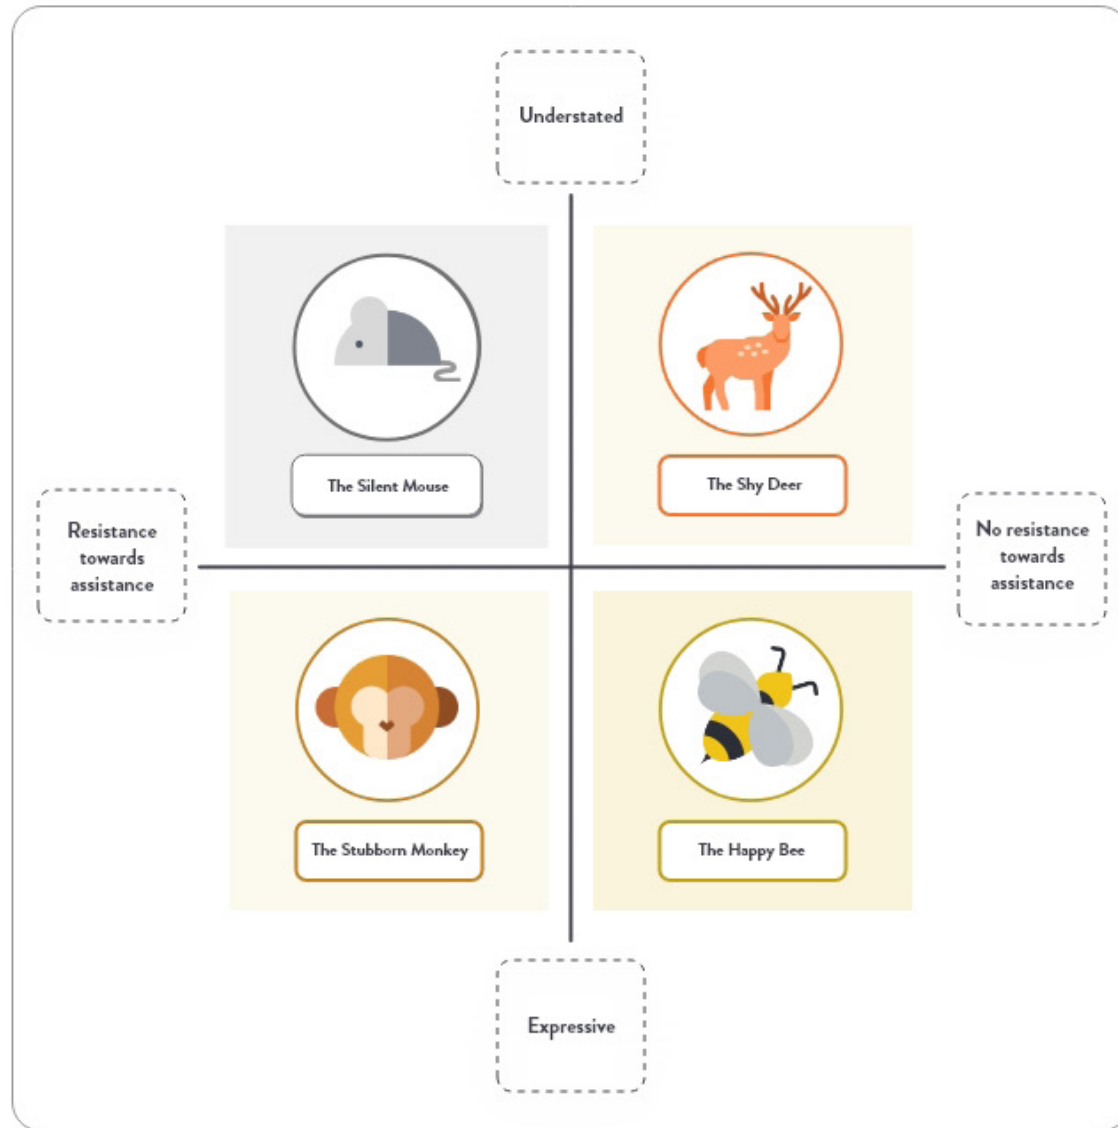 Understated
The Silent Mouse
The Shy Deer
Resistance
towards
assistance
No resistance
towards
assistance
The Stubborn Monkey
The Happy Bee
Expressive